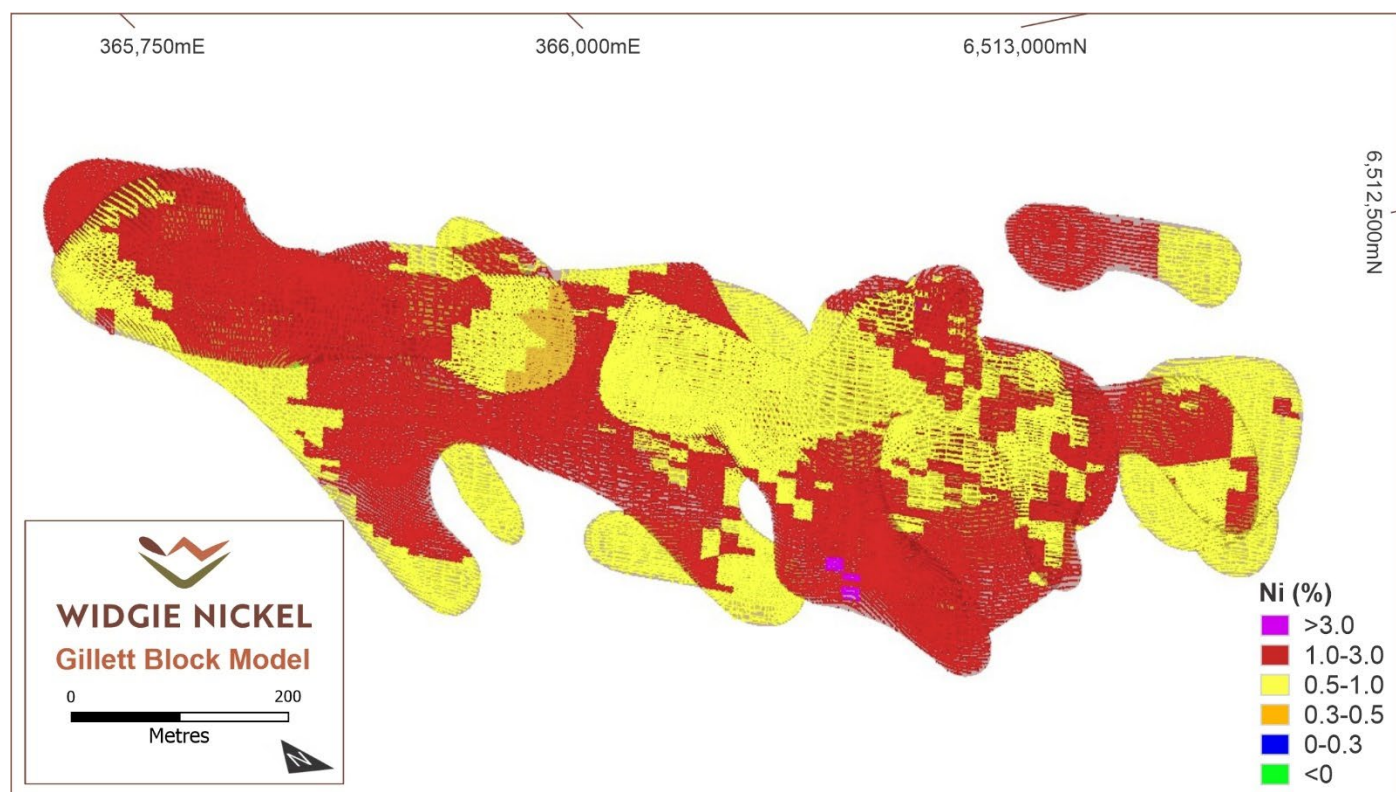 365,750mE
366,000mE
6,513,000mN
6,512,500mN
WIDGIE NICKEL
Gillett Block Model
0 200
Metres
N
Ni (%)
>3.0
1.0-3.0
0.5-1.0
0.3-0.5
0-0.3
<0